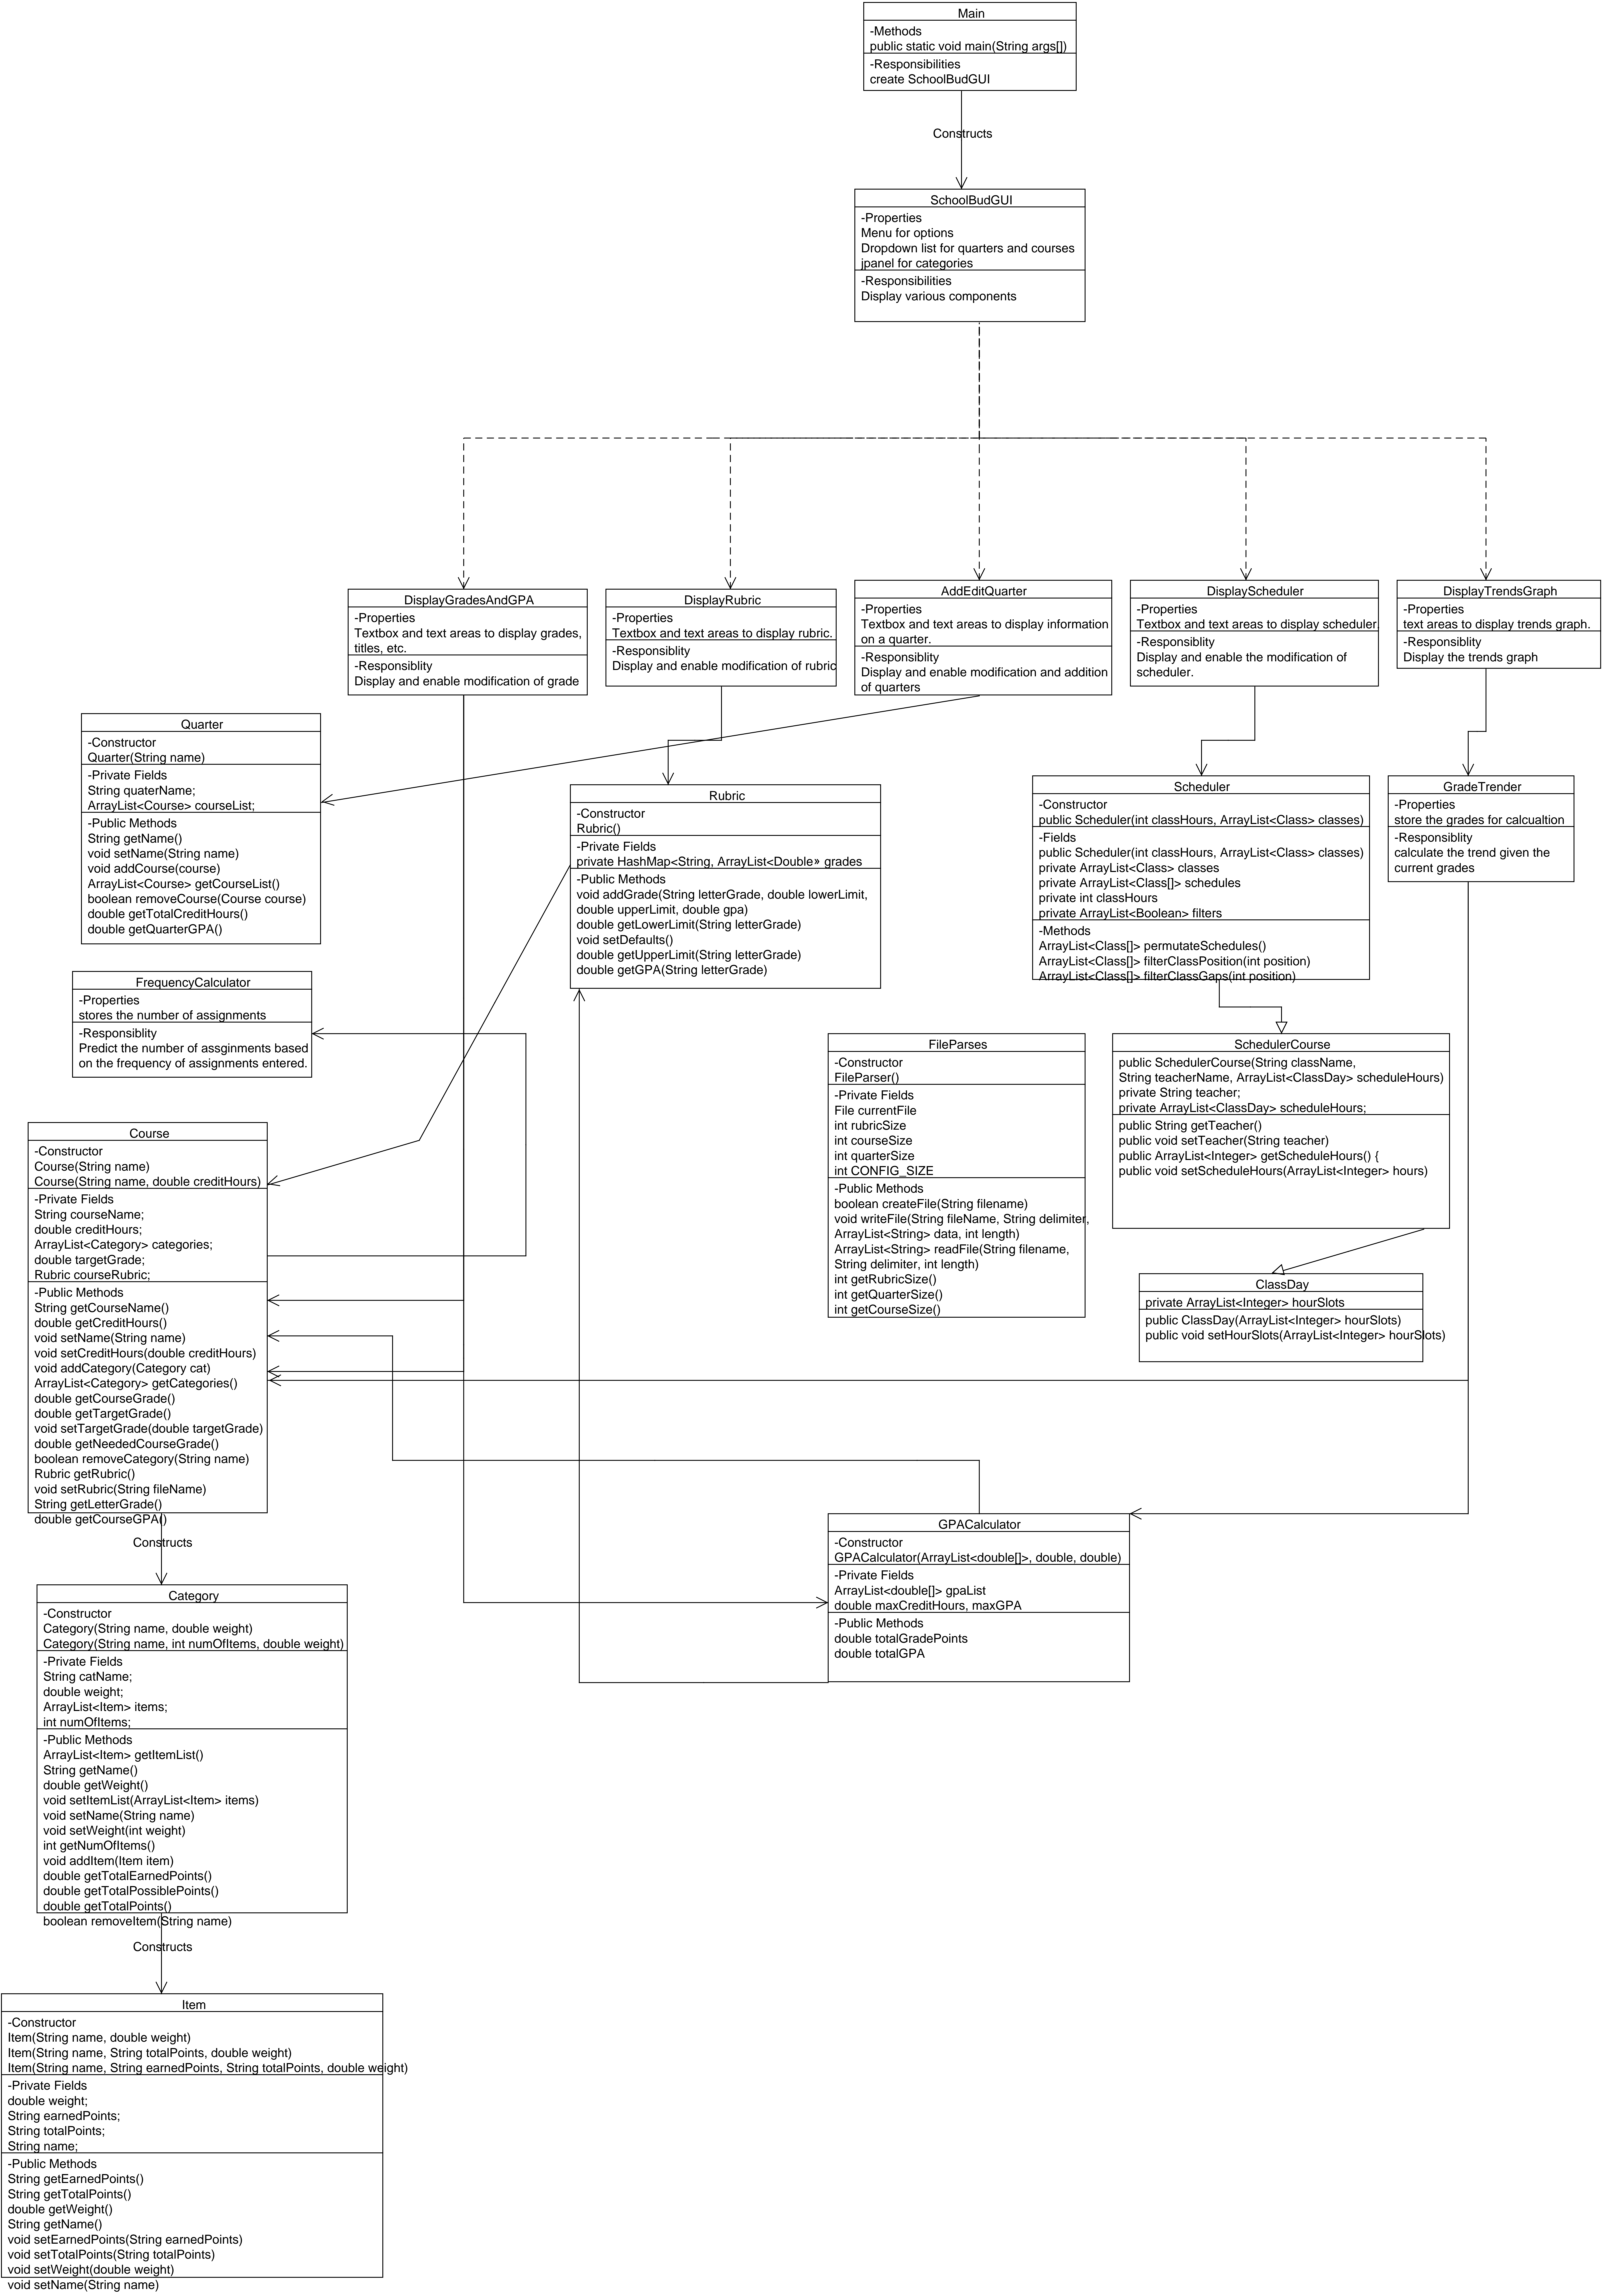 Main
-Methods
public static void main(String args[])
-Responsibilities
create SchoolBudGUI
Constructs
SchoolBudGUI
-Properties
Menu for options
Dropdown list for quarters and courses
jpanel for categories
-Responsibilities
Display various components
DisplayGradesAndGPA
-Properties
Textbox and text areas to display grades,
titles, etc.
-Responsiblity
Display and enable modification of grade
DisplayRubric
-Properties
Textbox and text areas to display rubric.
-Responsiblity
Display and enable modification of rubric
AddEditQuarter
-Properties
Textbox and text areas to display information
on a quarter.
-Responsiblity
Display and enable modification and addition
of quarters
DisplayScheduler
-Properties
Textbox and text areas to display scheduler.
-Responsiblity
Display and enable the modification of
scheduler.
DisplayTrendsGraph
-Properties
text areas to display trends graph.
-Responsiblity
Display the trends graph
Quarter
-Constructor
Quarter(String name)
-Private Fields
String quaterName;
ArrayList<Course> courseList;
-Public Methods
String getName()
void setName(String name)
void addCourse(course)
ArrayList<Course> getCourseList()
boolean removeCourse(Course course)
double getTotalCreditHours()
double getQuarterGPA()
Rubric
-Constructor
Rubric()
-Private Fields
private HashMap<String, ArrayList<Double» grades
-Public Methods
void addGrade(String letterGrade, double lowerLimit,
double upperLimit, double gpa)
double getLowerLimit(String letterGrade)
void setDefaults()
double getUpperLimit(String letterGrade)
double getGPA(String letterGrade)
Scheduler
-Constructor
public Scheduler(int classHours, ArrayList<Class> classes)
-Fields
public Scheduler(int classHours, ArrayList<Class> classes)
private ArrayList<Class> classes
private ArrayList<Class[]> schedules
private int classHours
private ArrayList<Boolean> filters
-Methods
ArrayList<Class[]> permutateSchedules()
ArrayList<Class[]> filterClassPosition(int position)
ArrayList<Class[]> filterClassGaps(int position)
GradeTrender
-Properties
store the grades for calcualtion
-Responsiblity
calculate the trend given the
current grades
FrequencyCalculator
-Properties
stores the number of assignments
-Responsiblity
Predict the number of assginments based
on the frequency of assignments entered.
FileParses
-Constructor
FileParser()
-Private Fields
File currentFile
int rubricSize
int courseSize
int quarterSize
int CONFIG_SIZE
-Public Methods
boolean createFile(String filename)
void writeFile(String fileName, String delimiter,
ArrayList<String> data, int length)
ArrayList<String> readFile(String filename,
String delimiter, int length)
int getRubricSize()
int getQuarterSize()
int getCourseSize()
SchedulerCourse
public SchedulerCourse(String className,
String teacherName, ArrayList<ClassDay> scheduleHours)
private String teacher;
private ArrayList<ClassDay> scheduleHours;
public String getTeacher()
public void setTeacher(String teacher)
public ArrayList<Integer> getScheduleHours() {
public void setScheduleHours(ArrayList<Integer> hours)
ClassDay
private ArrayList<Integer> hourSlots
public ClassDay(ArrayList<Integer> hourSlots)
public void setHourSlots(ArrayList<Integer> hourSlots)
Course
-Constructor
Course(String name)
Course(String name, double creditHours)
-Private Fields
String courseName;
double creditHours;
ArrayList<Category> categories;
double targetGrade;
Rubric courseRubric;
-Public Methods
String getCourseName()
double getCreditHours()
void setName(String name)
void setCreditHours(double creditHours)
void addCategory(Category cat)
ArrayList<Category> getCategories()
double getCourseGrade()
double getTargetGrade()
void setTargetGrade(double targetGrade)
double getNeededCourseGrade()
boolean removeCategory(String name)
Rubric getRubric()
void setRubric(String fileName)
String getLetterGrade()
double getCourseGPA()
Constructs
GPACalculator
-Constructor
GPACalculator(ArrayList<double[]>, double, double)
-Private Fields
ArrayList<double[]> gpaList
double maxCreditHours, maxGPA
-Public Methods
double totalGradePoints
double totalGPA
Category
-Constructor
Category(String name, double weight)
Category(String name, int numOfItems, double weight)
-Private Fields
String catName;
double weight;
ArrayList<Item> items;
int numOfItems;
-Public Methods
ArrayList<Item> getItemList()
String getName()
double getWeight()
void setItemList(ArrayList<Item> items)
void setName(String name)
void setWeight(int weight)
int getNumOfItems()
void addItem(Item item)
double getTotalEarnedPoints()
double getTotalPossiblePoints()
double getTotalPoints()
boolean removeItem(String name)
Constructs
Item
-Constructor
Item(String name, double weight)
Item(String name, String totalPoints, double weight)
Item(String name, String earnedPoints, String totalPoints, double weight)
-Private Fields
double weight;
String earnedPoints;
String totalPoints;
String name;
-Public Methods
String getEarnedPoints()
String getTotalPoints()
double getWeight()
String getName()
void setEarnedPoints(String earnedPoints)
void setTotalPoints(String totalPoints)
void setWeight(double weight)
void setName(String name)